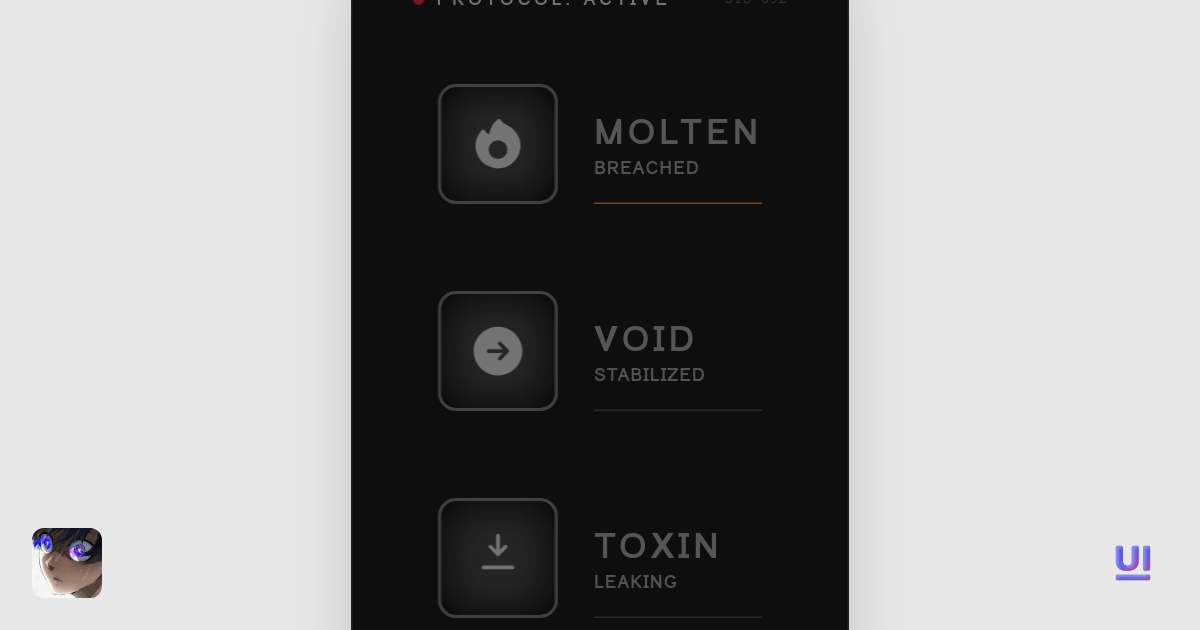 PROTOCOL: ACTIVE
MOLTEN
BREACHED
VOID
STABILIZED
TOXIN
LEAKING
UI